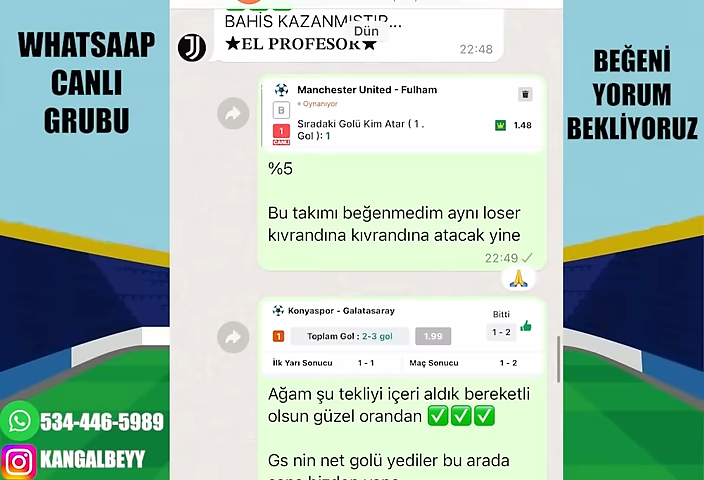 WHATSAAP
CANLI
GRUBU
BEĞENİ
YORUM
BEKLİYORUZ
BAHİS KAZANMIŞTIR...
Dün
★EL PROFESOR★
22:48
Manchester United - Fulham
B
• Oynanıyor
1
CANLI
Sıradaki Golü Kim Atar ( 1 .
Gol ): 1
1.48
%5
Bu takımı beğenmedim aynı loser
kıvrandına kıvrandına atacak yine
22:49
Konyaspor - Galatasaray
Bitti
1
Toplam Gol : 2-3 gol
1.99
1 - 2
İlk Yarı Sonucu 1 - 1 Maç Sonucu 1 - 2
Ağam şu tekliyi içeri aldık bereketli
olsun güzel orandan ✅✅✅
Gs nin net golü yediler bu arada
534-446-5989
KANGALBEYY